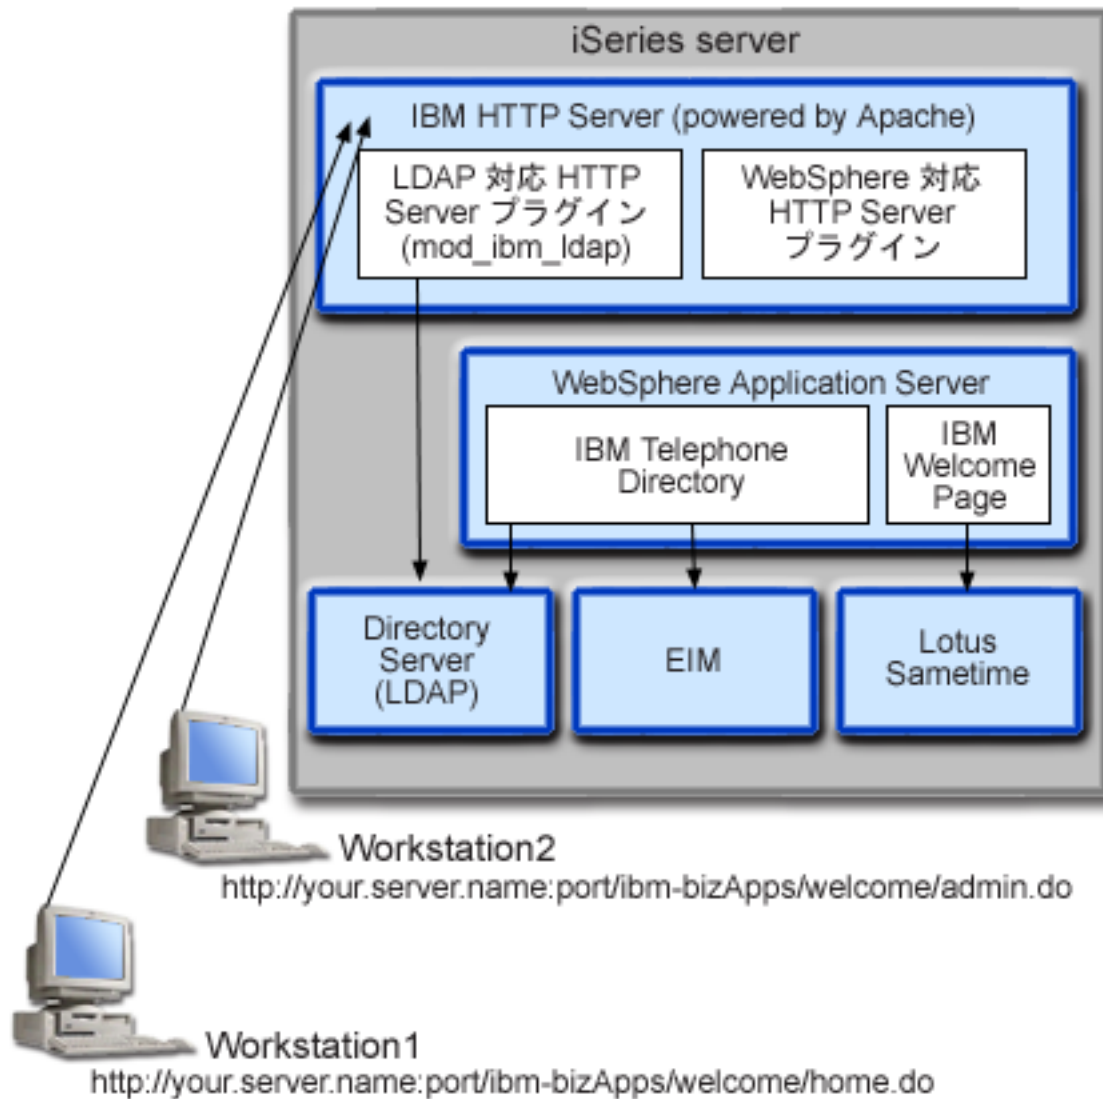 iSeries server
IBM HTTP Server (powered by Apache)
LDAP 対応 HTTP
Server プラグイン
(mod_ibm_ldap)
WebSphere 対応
HTTP Server
プラグイン
WebSphere Application Server
IBM Telephone
Directory
IBM
Welcome
Page
Directory
Server
(LDAP)
EIM
Lotus
Sametime
Workstation2
http://your.server.name:port/ibm-bizApps/welcome/admin.do
Workstation1
http://your.server.name:port/ibm-bizApps/welcome/home.do